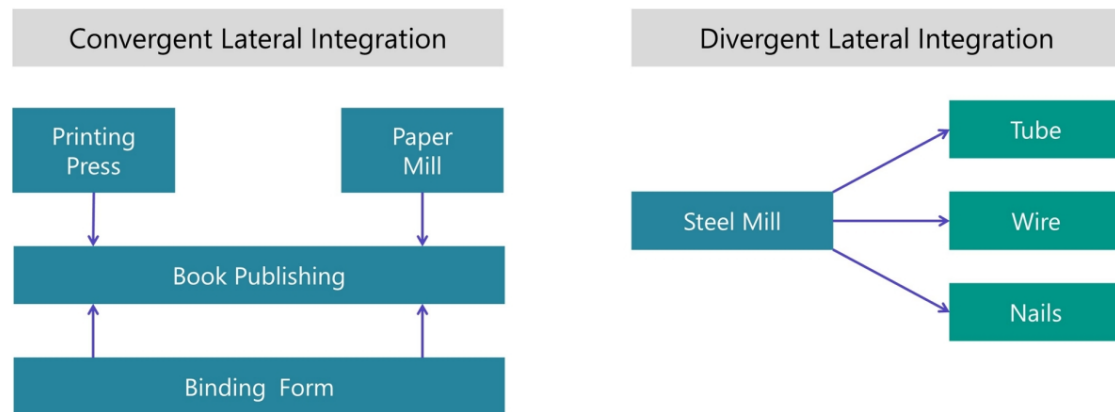 Convergent Lateral Integration
Divergent Lateral Integration
Printing
Press
Paper
Mill
Book Publishing
Binding Form
Steel Mill
Tube
Wire
Nails